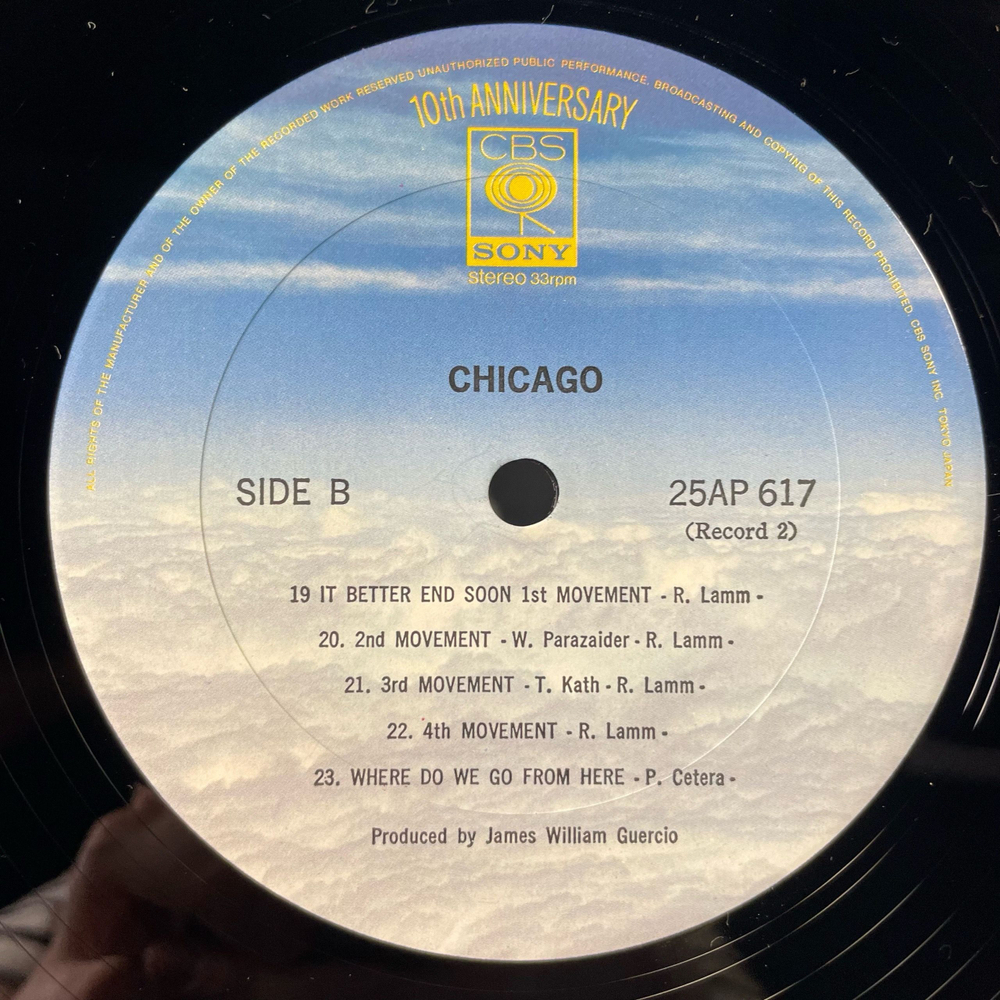 ALL RIGHTS OF THE MANUFACTURER AND OF THE OWNER OF THE RECORDED WORK RESERVED UNAUTHORIZED PUBLIC PERFORMANCE. BROADCASTING AND COPYING OF THIS RECORD PROHIBITED. CBS SONY INC. TOKYO JAPAN
10th ANNIVERSARY
CBS
SONY
stereo 33rpm
CHICAGO
SIDE B
25AP 617
(Record 2)
19 IT BETTER END SOON 1st MOVEMENT - R. Lamm -
20. 2nd MOVEMENT - W. Parazaider - R. Lamm -
21. 3rd MOVEMENT - T. Kath - R. Lamm -
22. 4th MOVEMENT - R. Lamm -
23. WHERE DO WE GO FROM HERE - P. Cetera -
Produced by James William Guercio